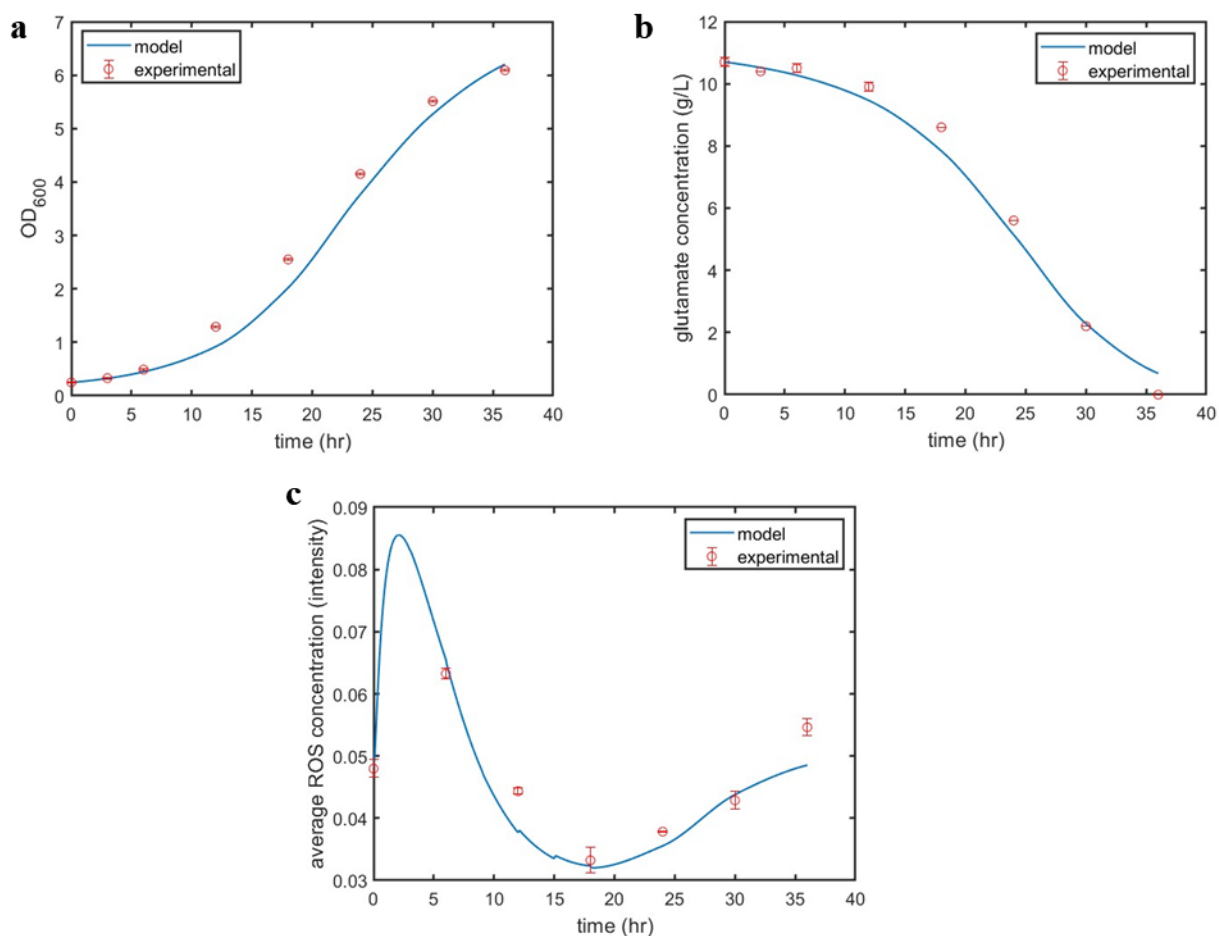 a
7
6
5
4
3
2
1
0
OD600
model
experimental
0 5 10 15 20 25 30 35 40
time (hr)
b
12
10
8
6
4
2
0
glutamate concentration (g/L)
model
experimental
0 5 10 15 20 25 30 35 40
time (hr)
c
0.09
0.08
0.07
0.06
0.05
0.04
0.03
average ROS concentration (intensity)
model
experimental
0 5 10 15 20 25 30 35 40
time (hr)